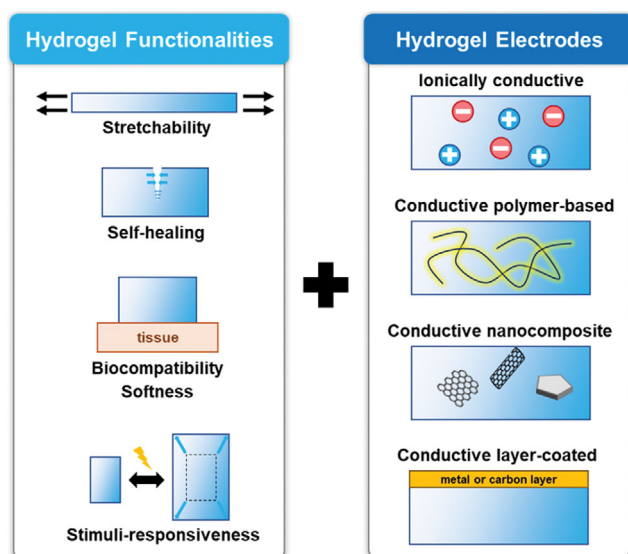 Hydrogel Functionalities
Stretchability
Self-healing
tissue
Biocompatibility
Softness
Stimuli-responsiveness
Hydrogel Electrodes
Ionically conductive
Conductive polymer-based
Conductive nanocomposite
Conductive layer-coated
metal or carbon layer